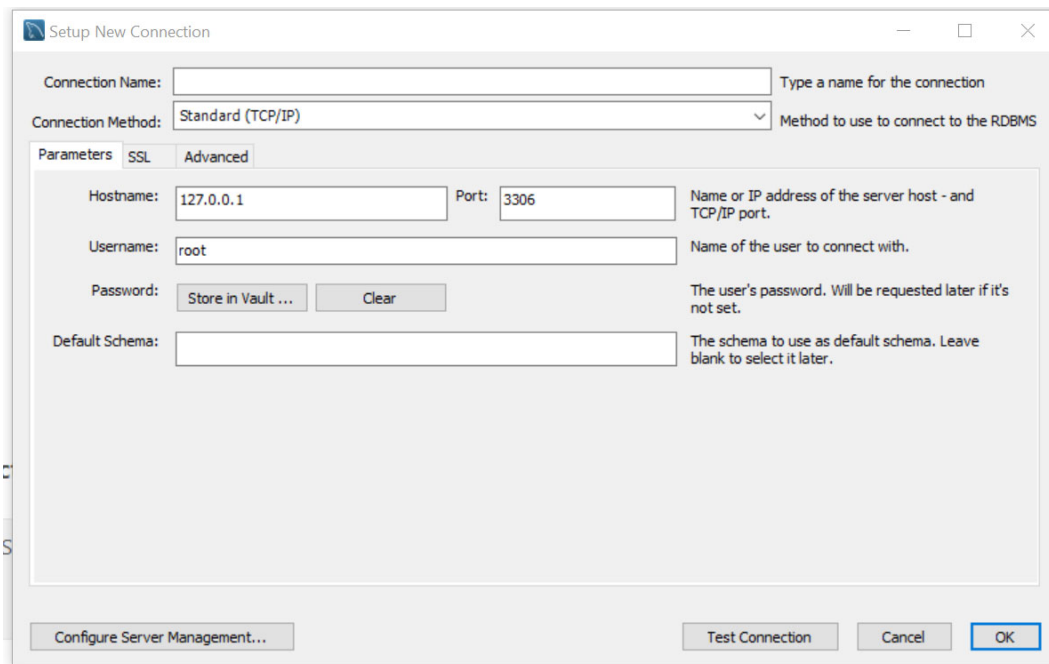 Setup New Connection
Connection Name: Type a name for the connection
Connection Method: Standard (TCP/IP) Method to use to connect to the RDBMS
Parameters SSL Advanced
Hostname: 127.0.0.1 Port: 3306 Name or IP address of the server host - and
TCP/IP port.
Username: root Name of the user to connect with.
Password: Store in Vault ... Clear The user's password. Will be requested later if it's
not set.
Default Schema: The schema to use as default schema. Leave
blank to select it later.
Configure Server Management... Test Connection Cancel OK